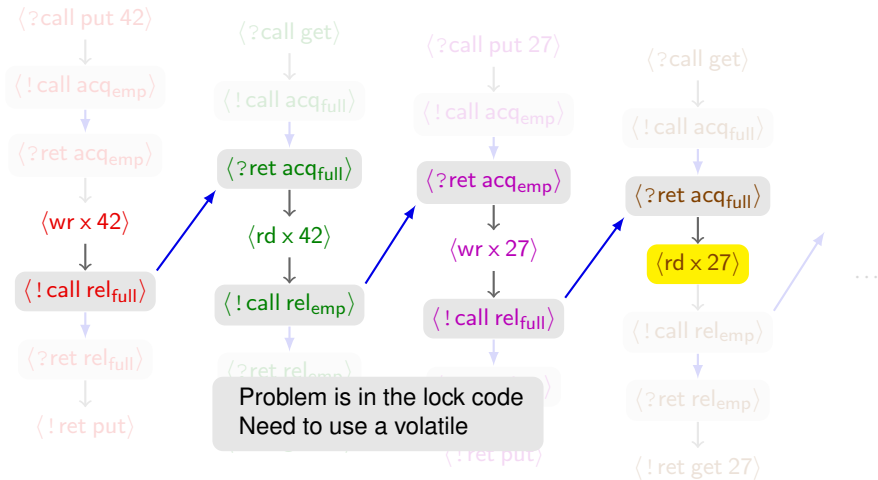 ⟨?call put 42⟩
⟨!call acq_emp⟩
⟨?ret acq_emp⟩
⟨wr x 42⟩
⟨!call rel_full⟩
⟨?ret rel_full⟩
⟨!ret put⟩
⟨?call get⟩
⟨!call acq_full⟩
⟨?ret acq_full⟩
⟨rd x 42⟩
⟨!call rel_emp⟩
⟨?ret rel_emp⟩
⟨?call put 27⟩
⟨!call acq_emp⟩
⟨?ret acq_emp⟩
⟨wr x 27⟩
⟨!call rel_full⟩
⟨!ret put⟩
⟨?call get⟩
⟨!call acq_full⟩
⟨?ret acq_full⟩
⟨rd x 27⟩
⟨!call rel_emp⟩
⟨?ret rel_emp⟩
⟨!ret get 27⟩
...
Problem is in the lock code
Need to use a volatile